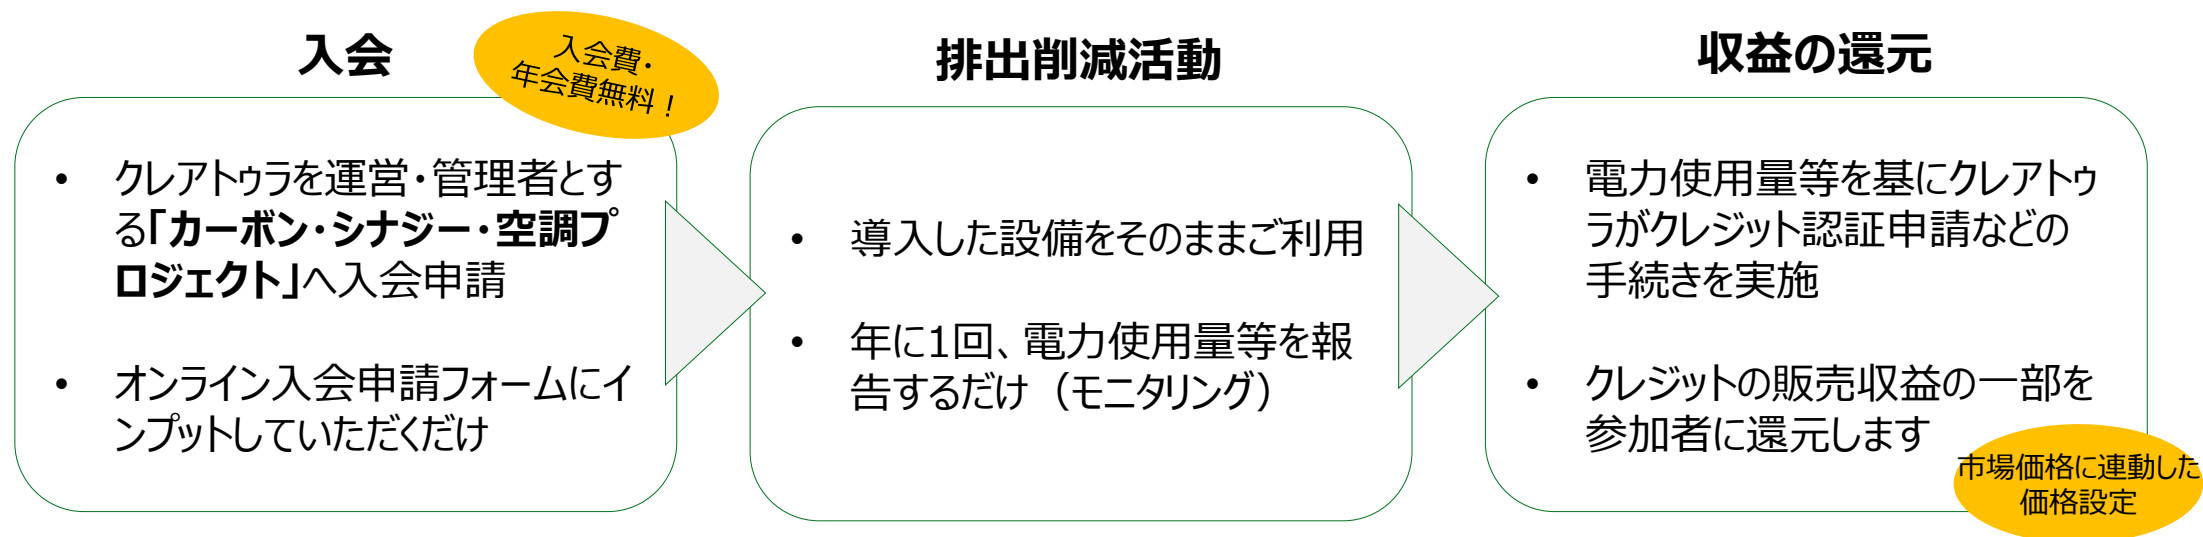 入会
入会費・
年会費無料！
• クレアトゥラを運営・管理者とす
る「カーボン・シナジー・空調プ
ロジェクト」へ入会申請
• オンライン入会申請フォームにイ
ンプットしていただくだけ
排出削減活動
• 導入した設備をそのままご利用
• 年に1回、電力使用量等を報
告するだけ（モニタリング）
収益の還元
• 電力使用量等を基にクレアトゥ
ラがクレジット認証申請などの
手続きを実施
• クレジットの販売収益の一部を
参加者に還元します
市場価格に連動した
価格設定